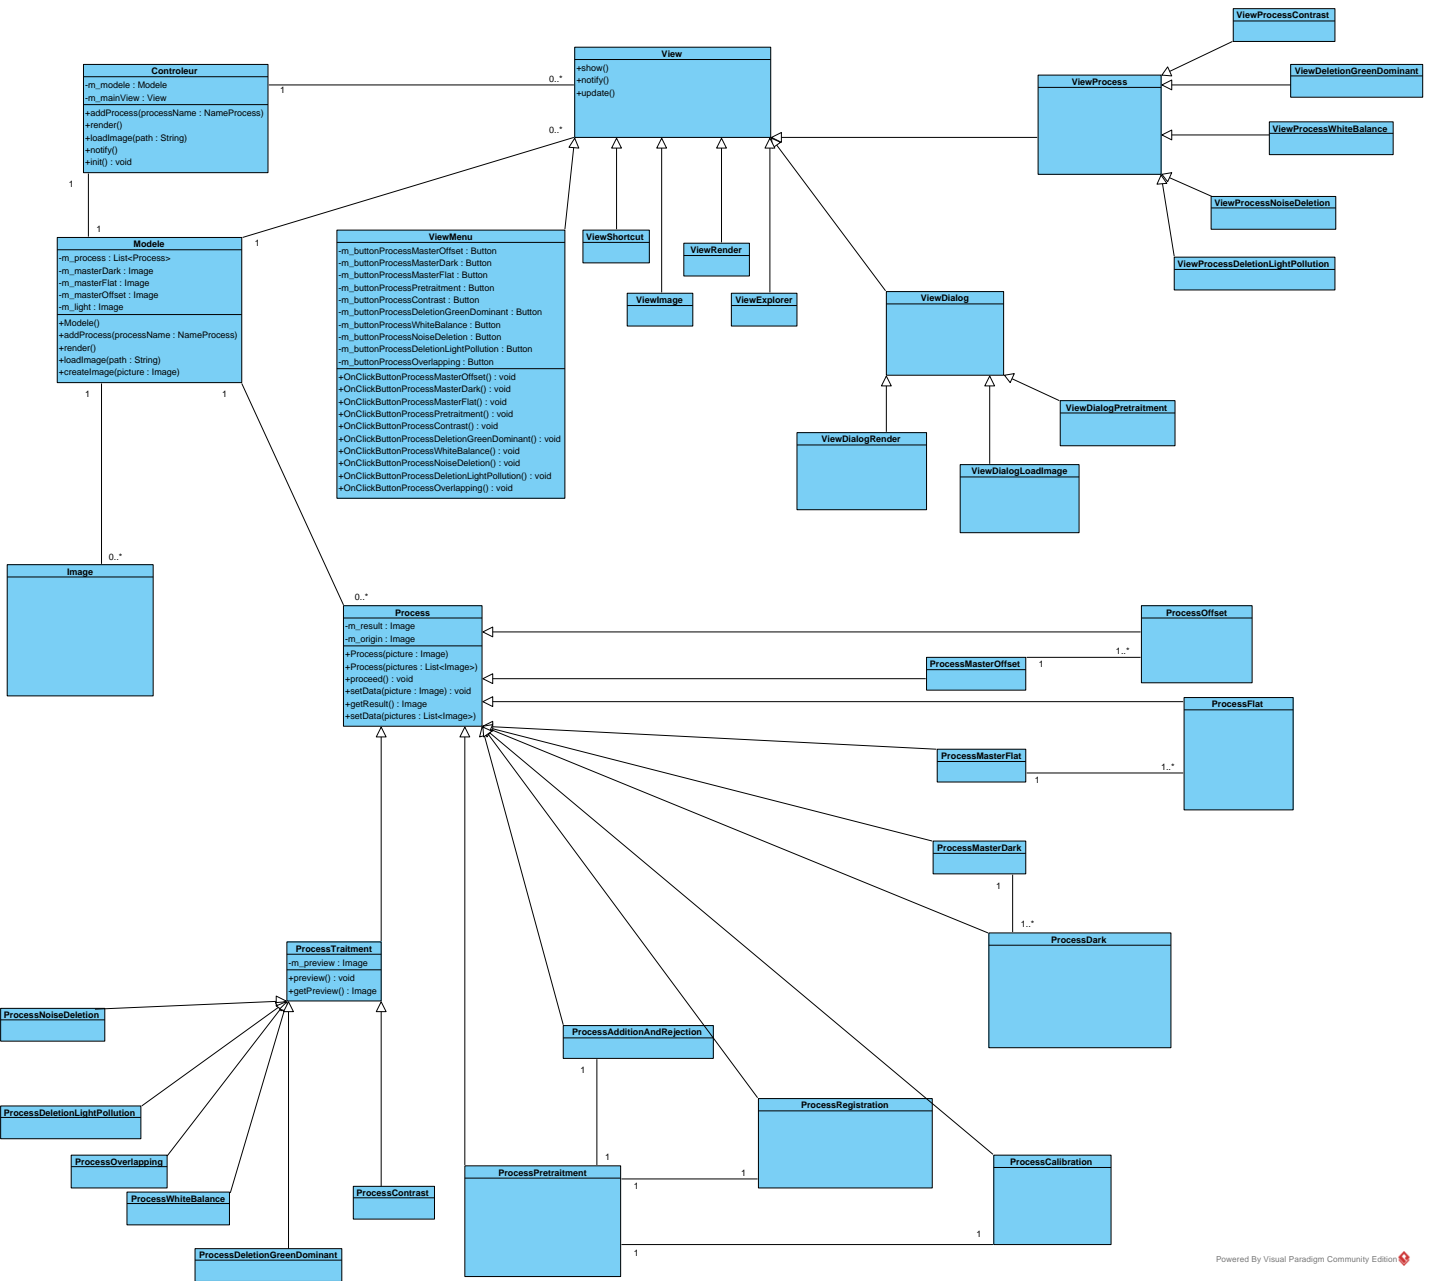 ViewProcessContrast
View
+show()
+notify()
+update()
Controleur
-m_modele : Modele
-m_mainView : View
+addProcess(processName : NameProcess)
+render()
+loadImage(path : String)
+notify()
+init() : void
1
0..*
0..*
ViewProcess
ViewDeletionGreenDominant
ViewProcessWhiteBalance
ViewProcessNoiseDeletion
ViewProcessDeletionLightPollution
1
1
1
Modele
-m_process : List<Process>
-m_masterDark : Image
-m_masterFlat : Image
-m_masterOffset : Image
-m_light : Image
+Modele()
+addProcess(processName : NameProcess)
+render()
+loadImage(path : String)
+createImage(picture : Image)
1
1
ViewMenu
-m_buttonProcessMasterOffset : Button
-m_buttonProcessMasterDark : Button
-m_buttonProcessMasterFlat : Button
-m_buttonProcessPretraitment : Button
-m_buttonProcessContrast : Button
-m_buttonProcessDeletionGreenDominant : Button
-m_buttonProcessWhiteBalance : Button
-m_buttonProcessNoiseDeletion : Button
-m_buttonProcessDeletionLightPollution : Button
-m_buttonProcessOverlapping : Button
+OnClickButtonProcessMasterOffset() : void
+OnClickButtonProcessMasterDark() : void
+OnClickButtonProcessMasterFlat() : void
+OnClickButtonProcessPretraitment() : void
+OnClickButtonProcessContrast() : void
+OnClickButtonProcessDeletionGreenDominant() : void
+OnClickButtonProcessWhiteBalance() : void
+OnClickButtonProcessNoiseDeletion() : void
+OnClickButtonProcessDeletionLightPollution() : void
+OnClickButtonProcessOverlapping() : void
ViewShortcut
ViewRender
ViewImage
ViewExplorer
ViewDialog
ViewDialogPretraitment
ViewDialogRender
ViewDialogLoadImage
0..*
Image
0..*
Process
-m_result : Image
-m_origin : Image
+Process(picture : Image)
+Process(pictures : List<Image>)
+proceed() : void
+setData(picture : Image) : void
+getResult() : Image
+setData(pictures : List<Image>)
ProcessOffset
1..*
1
ProcessMasterOffset
ProcessFlat
ProcessMasterFlat
1
1..*
ProcessMasterDark
1
1..*
ProcessDark
ProcessTraitment
-m_preview : Image
+preview() : void
+getPreview() : Image
ProcessNoiseDeletion
ProcessAdditionAndRejection
1
ProcessDeletionLightPollution
ProcessRegistration
ProcessOverlapping
1
ProcessCalibration
ProcessPretraitment
1
1
ProcessWhiteBalance
ProcessContrast
1
1
ProcessDeletionGreenDominant
Powered By Visual Paradigm Community Edition